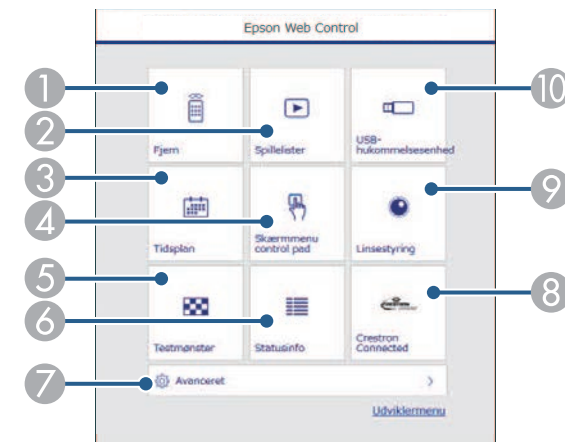 Epson Web Control
1
Fjern
2
Spillelister
10
USB-
hukommelsesenhed
3
Tidsplan
4
Skærmmenu
control pad
9
Linsestyring
5
Testmønster
6
Statusinfo
8
CRESTRON
Crestron
Connected
7
Avanceret
Udviklermenu